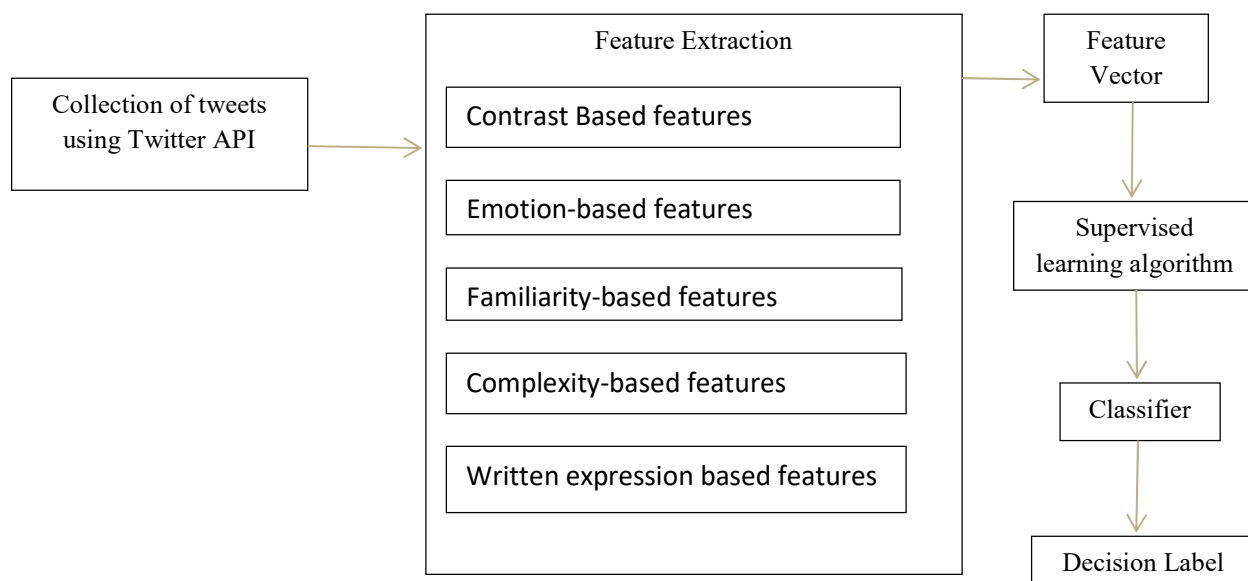 Collection of tweets
using Twitter API
Feature Extraction
Contrast Based features
Emotion-based features
Familiarity-based features
Complexity-based features
Written expression based features
Feature
Vector
Supervised
learning algorithm
Classifier
Decision Label